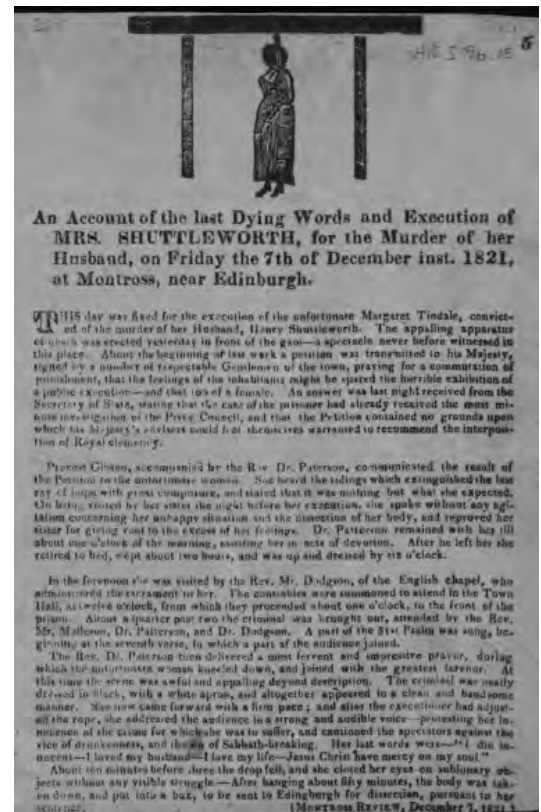 5
An Account of the last Dying Words and Execution of
MRS. SHUTTLEWORTH, for the Murder of her
Husband, on Friday the 7th of December inst. 1821,
at Montross, near Edinburgh.
THIS day was fixed for the execution of the unfortunate Margaret Tindale, convict-
ed of the murder of her Husband, Henry Shuttleworth. The appalling apparatus
of death was erected yesterday in front of the gaol—a spectacle never before witnessed in
this place. About the beginning of last week a petition was transmitted to his Majesty,
signed by a number of respectable Gentlemen of the town, praying for a commutation of
punishment, that the feelings of the inhabitants might be spared the horrible exhibition of
a public execution—and that too of a female. An answer was last night received from the
Secretary of State, stating that the case of the prisoner had already received the most mi-
nute investigation of the Privy Council, and that the Petition contained no grounds upon
which his Majesty's advisers could feel themselves warranted to recommend the interposi-
tion of Royal clemency.
Provost Gibson, accompanied by the Rev Dr. Paterson, communicated the result of
the Petition to the unfortunate woman. She heard the tidings which extinguished the last
ray of hope with great composure, and stated that it was nothing but what she expected.
On being visited by her sister the night before her execution, she spoke without any agi-
tation concerning her unhappy situation and the dissection of her body, and reproved her
sister for giving vent to the excess of her feelings. Dr. Patterson remained with her till
about one o'clock of the morning, assisting her in acts of devotion. After he left her she
retired to bed, slept about two hours, and was up and dressed by six o'clock.
In the forenoon she was visited by the Rev. Mr. Dodgson, of the English chapel, who
administered the sacrament to her. The constables were summoned to attend in the Town
Hall, at twelve o'clock, from which they proceeded about one o'clock, to the front of the
prison. About a quarter past two the criminal was brought out, attended by the Rev.
Mr. Molleson, Dr. Patterson, and Dr. Dodgson. A part of the 51st Psalm was sung, be-
ginning at the seventh verse, in which a part of the audience joined.
The Rev. Dr. Paterson then delivered a most fervent and impressive prayer, during
which the unfortunate woman kneeled down, and joined with the greatest fervour. At
this time the scene was awful and appalling deyond description. The criminal was neatly
dressed in black, with a white apron, and altogether appeared in a clean and handsome
manner. She now came forward with a firm pace; and after the executioner had adjust-
ed the rope, she addressed the audience in a strong and audible voice—protesting her in-
nocence of the crime for which she was to suffer, and cautioned the spectators against the
vice of drunkenness, and the sin of Sabbath-breaking. Her last words were—"I die in-
nocent—I loved my husband—I love my life—Jesus Christ have mercy on my soul."
About ten minutes before three the drop fell, and she closed her eyes on sublunary ob-
jects without any visible struggle—After hanging about fifty minutes, the body was ta-
ken down, and put into a box, to be sent to Edinburgh for dissection, pursuant to her
sentence. [MONTROSS REVIEW, December 7, 1821]